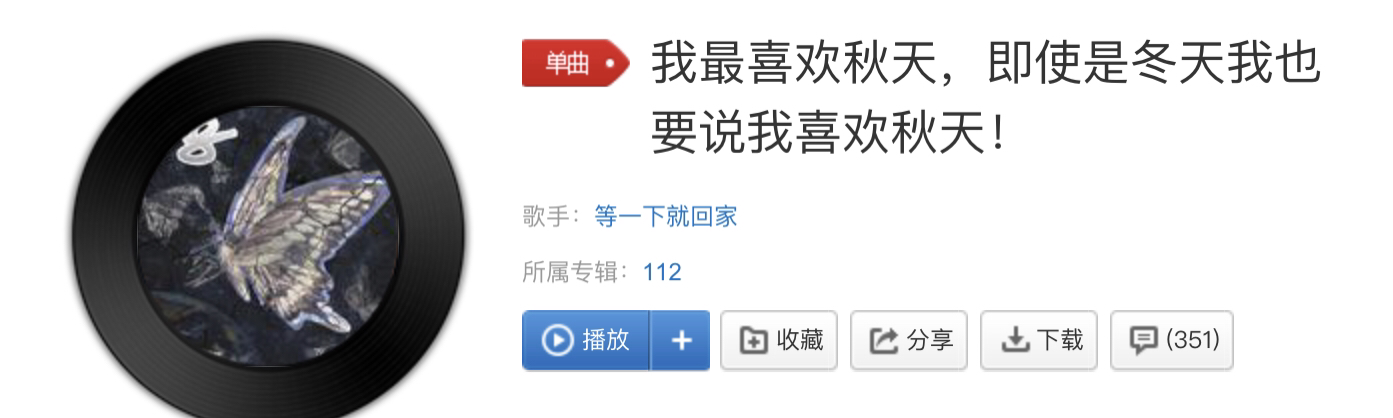 单曲
我最喜欢秋天，即使是冬天我也
要说我喜欢秋天！
歌手：等一下就回家
所属专辑：112
播放 + 收藏 分享 下载 (351)